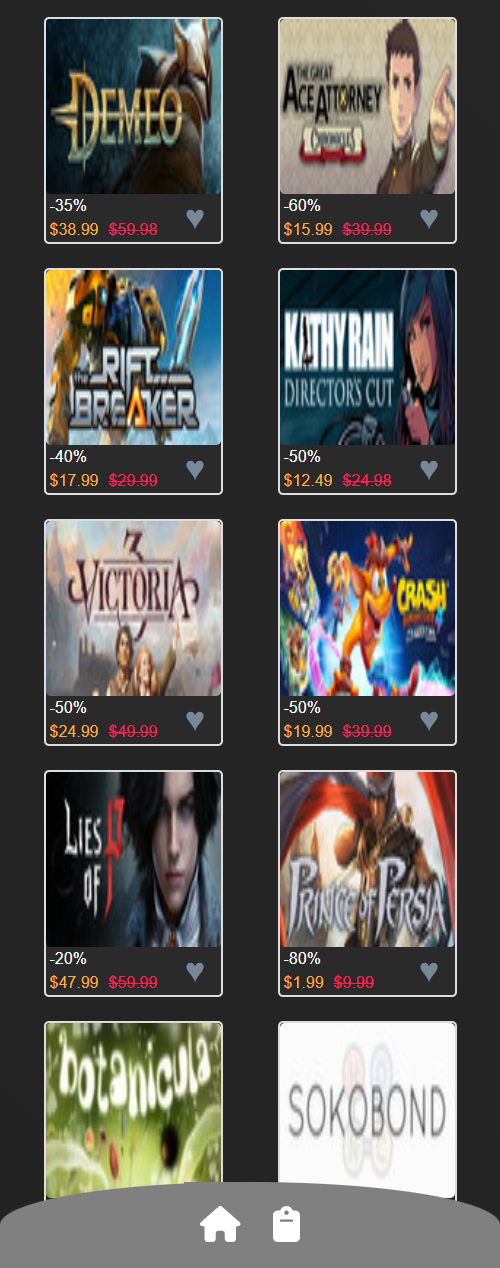 DEMEO
THE GREAT
ACE ATTORNEY
CHRONICLES
-35%
$38.99 $59.98
-60%
$15.99 $39.99
THE RIFT
BREAKER
KATHY RAIN
DIRECTOR'S CUT
-40%
$17.99 $29.99
-50%
$12.49 $24.98
VICTORIA
3
CRASH
-50%
$24.99 $49.99
-50%
$19.99 $39.99
LIES
OF P
PRINCE OF PERSIA
-20%
$47.99 $59.99
-80%
$1.99 $9.99
botanicula
SOKOBOND